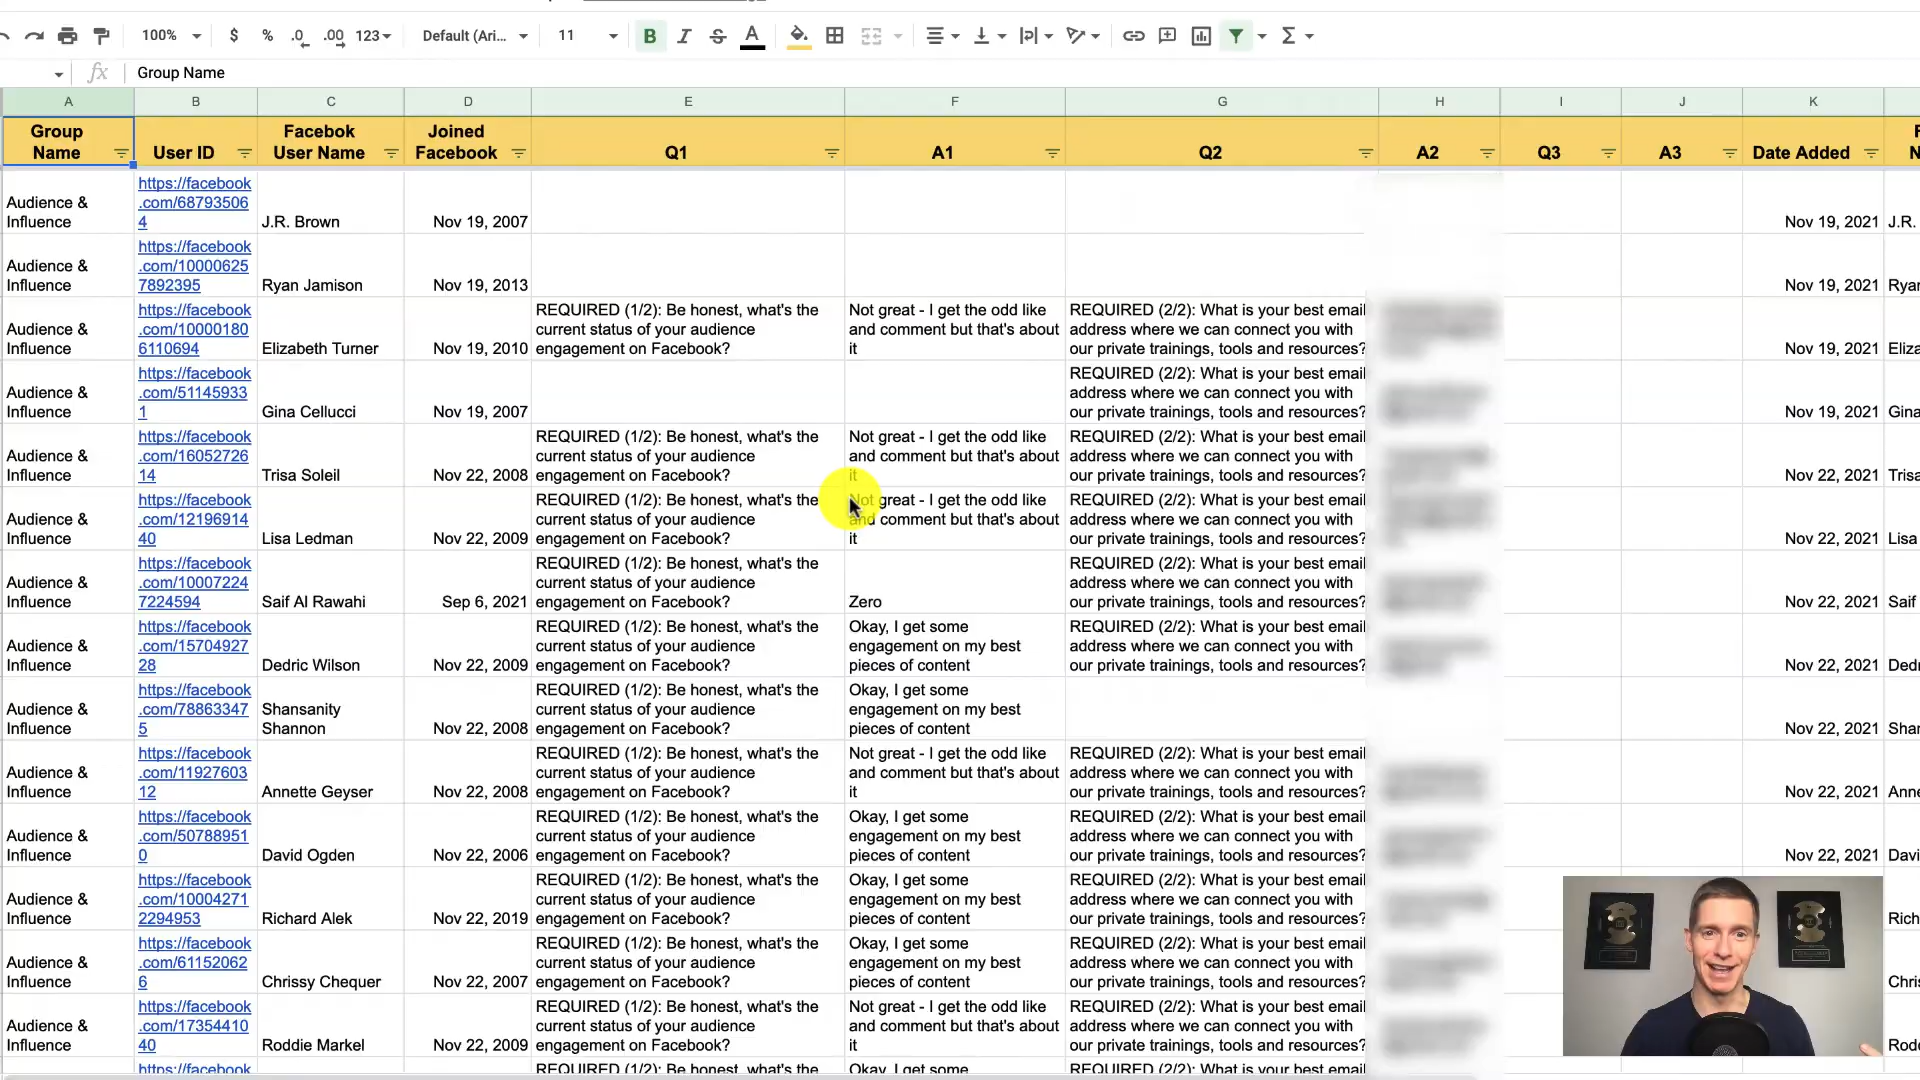 100% $ % .0 .00 123 Default (Ari... 11 B I S A Σ
fx Group Name
A B C D E F G H I J K
Group Name User ID Facebok User Name Joined Facebook Q1 A1 Q2 A2 Q3 A3 Date Added
Audience & Influence https://facebook.com/687935064 J.R. Brown Nov 19, 2007 Nov 19, 2021 J.R.
Audience & Influence https://facebook.com/100006257892395 Ryan Jamison Nov 19, 2013 Nov 19, 2021 Ryan
Audience & Influence https://facebook.com/100001806110694 Elizabeth Turner Nov 19, 2010 REQUIRED (1/2): Be honest, what's the current status of your audience engagement on Facebook? Not great - I get the odd like and comment but that's about it REQUIRED (2/2): What is your best email address where we can connect you with our private trainings, tools and resources? Nov 19, 2021 Eliza
Audience & Influence https://facebook.com/511459331 Gina Cellucci Nov 19, 2007 REQUIRED (2/2): What is your best email address where we can connect you with our private trainings, tools and resources? Nov 19, 2021 Gina
Audience & Influence https://facebook.com/1605272614 Trisa Soleil Nov 22, 2008 REQUIRED (1/2): Be honest, what's the current status of your audience engagement on Facebook? Not great - I get the odd like and comment but that's about it REQUIRED (2/2): What is your best email address where we can connect you with our private trainings, tools and resources? Nov 22, 2021 Trisa
Audience & Influence https://facebook.com/1219691440 Lisa Ledman Nov 22, 2009 REQUIRED (1/2): Be honest, what's the current status of your audience engagement on Facebook? Not great - I get the odd like and comment but that's about it REQUIRED (2/2): What is your best email address where we can connect you with our private trainings, tools and resources? Nov 22, 2021 Lisa
Audience & Influence https://facebook.com/100072247224594 Saif Al Rawahi Sep 6, 2021 REQUIRED (1/2): Be honest, what's the current status of your audience engagement on Facebook? Zero REQUIRED (2/2): What is your best email address where we can connect you with our private trainings, tools and resources? Nov 22, 2021 Saif
Audience & Influence https://facebook.com/1570492728 Dedric Wilson Nov 22, 2009 REQUIRED (1/2): Be honest, what's the current status of your audience engagement on Facebook? Okay, I get some engagement on my best pieces of content REQUIRED (2/2): What is your best email address where we can connect you with our private trainings, tools and resources? Nov 22, 2021 Dedr
Audience & Influence https://facebook.com/788633475 Shansanity Shannon Nov 22, 2008 REQUIRED (1/2): Be honest, what's the current status of your audience engagement on Facebook? Okay, I get some engagement on my best pieces of content Nov 22, 2021 Shan
Audience & Influence https://facebook.com/1192760312 Annette Geyser Nov 22, 2008 REQUIRED (1/2): Be honest, what's the current status of your audience engagement on Facebook? Not great - I get the odd like and comment but that's about it REQUIRED (2/2): What is your best email address where we can connect you with our private trainings, tools and resources? Nov 22, 2021 Anne
Audience & Influence https://facebook.com/507889510 David Ogden Nov 22, 2006 REQUIRED (1/2): Be honest, what's the current status of your audience engagement on Facebook? Okay, I get some engagement on my best pieces of content REQUIRED (2/2): What is your best email address where we can connect you with our private trainings, tools and resources? Nov 22, 2021 Davi
Audience & Influence https://facebook.com/100042712294953 Richard Alek Nov 22, 2019 REQUIRED (1/2): Be honest, what's the current status of your audience engagement on Facebook? Okay, I get some engagement on my best pieces of content REQUIRED (2/2): What is your best email address where we can connect you with our private trainings, tools and resources? Rich
Audience & Influence https://facebook.com/611520626 Chrissy Chequer Nov 22, 2007 REQUIRED (1/2): Be honest, what's the current status of your audience engagement on Facebook? Okay, I get some engagement on my best pieces of content REQUIRED (2/2): What is your best email address where we can connect you with our private trainings, tools and resources? Chris
Audience & Influence https://facebook.com/1735441040 Roddie Markel Nov 22, 2009 REQUIRED (1/2): Be honest, what's the current status of your audience engagement on Facebook? Not great - I get the odd like and comment but that's about it REQUIRED (2/2): What is your best email address where we can connect you with our private trainings, tools and resources? Rodd
https://facebook REQUIRED (1/2): Be honest, what's the Okay, I get some REQUIRED (2/2): What is your best email